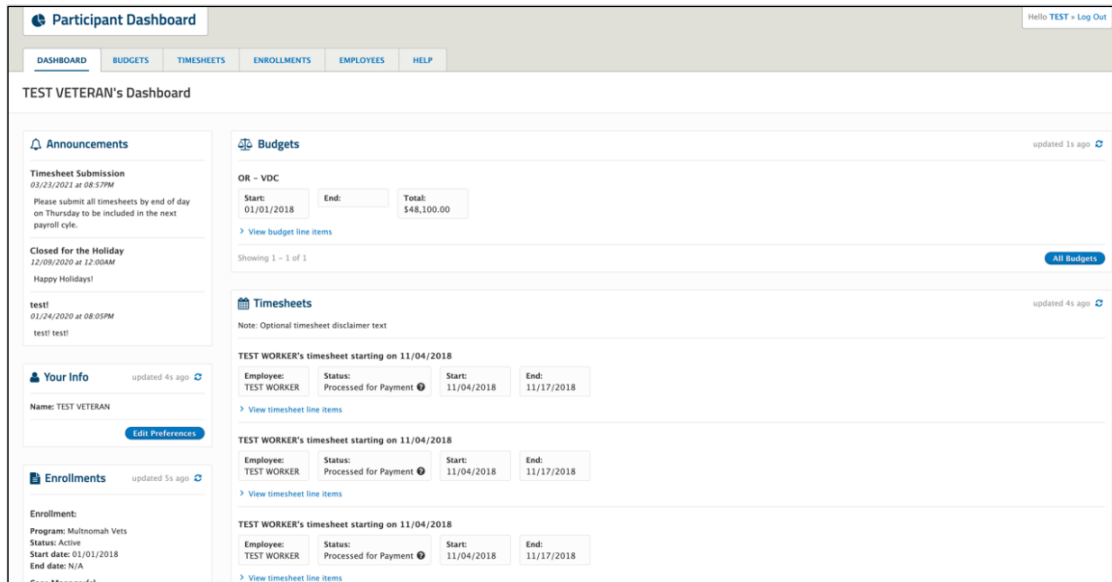 Participant Dashboard
Hello TEST » Log Out
DASHBOARD
BUDGETS
TIMESHEETS
ENROLLMENTS
EMPLOYEES
HELP
TEST VETERAN's Dashboard
Announcements
Timesheet Submission
03/23/2021 at 08:57PM
Please submit all timesheets by end of day
on Thursday to be included in the next
payroll cyle.
Closed for the Holiday
12/09/2020 at 12:00AM
Happy Holidays!
test!
01/24/2020 at 08:05PM
test! test!
Your Info
updated 4s ago
Name: TEST VETERAN
Edit Preferences
Enrollments
updated 5s ago
Enrollment:
Program: Multnomah Vets
Status: Active
Start date: 01/01/2018
End date: N/A
Budgets
updated 1s ago
OR - VDC
Start:
01/01/2018
End:
Total:
$48,100.00
> View budget line items
Showing 1 - 1 of 1
All Budgets
Timesheets
updated 4s ago
Note: Optional timesheet disclaimer text
TEST WORKER's timesheet starting on 11/04/2018
Employee:
TEST WORKER
Status:
Processed for Payment ?
Start:
11/04/2018
End:
11/17/2018
> View timesheet line items
TEST WORKER's timesheet starting on 11/04/2018
Employee:
TEST WORKER
Status:
Processed for Payment ?
Start:
11/04/2018
End:
11/17/2018
> View timesheet line items
TEST WORKER's timesheet starting on 11/04/2018
Employee:
TEST WORKER
Status:
Processed for Payment ?
Start:
11/04/2018
End:
11/17/2018
> View timesheet line items